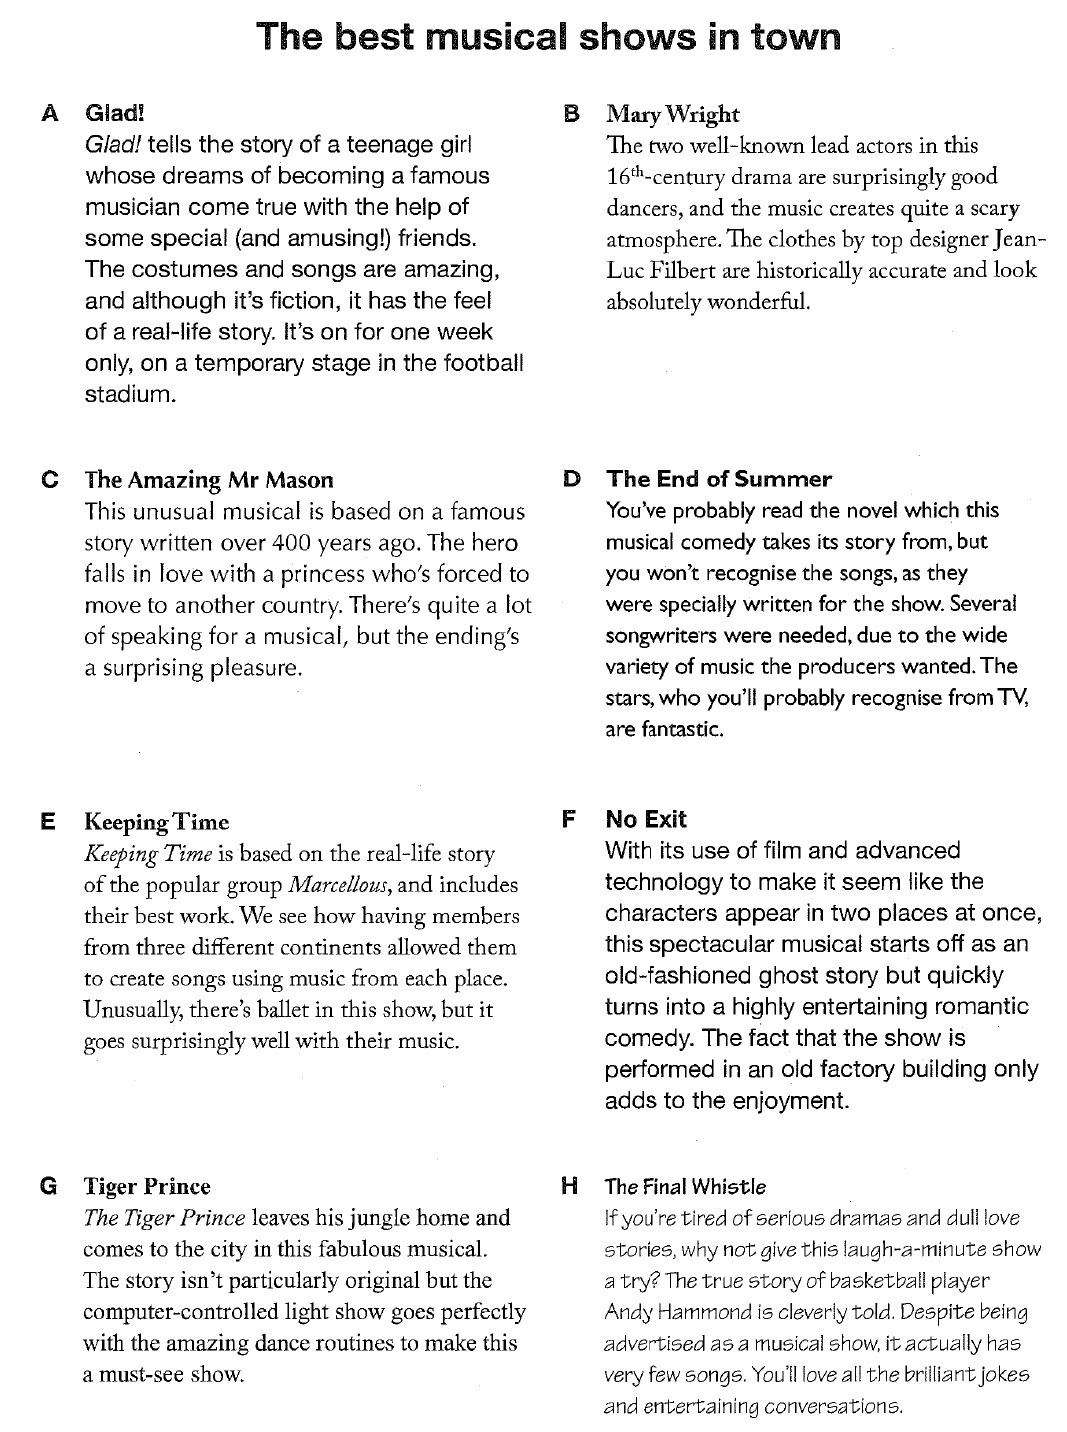 The best musical shows in town
A Glad!
Glad! tells the story of a teenage girl
whose dreams of becoming a famous
musician come true with the help of
some special (and amusing!) friends.
The costumes and songs are amazing,
and although it's fiction, it has the feel
of a real-life story. It's on for one week
only, on a temporary stage in the football
stadium.
B Mary Wright
The two well-known lead actors in this
16th-century drama are surprisingly good
dancers, and the music creates quite a scary
atmosphere. The clothes by top designer Jean-
Luc Filbert are historically accurate and look
absolutely wonderful.
C The Amazing Mr Mason
This unusual musical is based on a famous
story written over 400 years ago. The hero
falls in love with a princess who's forced to
move to another country. There's quite a lot
of speaking for a musical, but the ending's
a surprising pleasure.
D The End of Summer
You've probably read the novel which this
musical comedy takes its story from, but
you won't recognise the songs, as they
were specially written for the show. Several
songwriters were needed, due to the wide
variety of music the producers wanted. The
stars, who you'll probably recognise from TV,
are fantastic.
E Keeping Time
Keeping Time is based on the real-life story
of the popular group Marcellous, and includes
their best work. We see how having members
from three different continents allowed them
to create songs using music from each place.
Unusually, there's ballet in this show, but it
goes surprisingly well with their music.
F No Exit
With its use of film and advanced
technology to make it seem like the
characters appear in two places at once,
this spectacular musical starts off as an
old-fashioned ghost story but quickly
turns into a highly entertaining romantic
comedy. The fact that the show is
performed in an old factory building only
adds to the enjoyment.
G Tiger Prince
The Tiger Prince leaves his jungle home and
comes to the city in this fabulous musical.
The story isn't particularly original but the
computer-controlled light show goes perfectly
with the amazing dance routines to make this
a must-see show.
H The Final Whistle
If you're tired of serious dramas and dull love
stories, why not give this laugh-a-minute show
a try? The true story of basketball player
Andy Hammond is cleverly told. Despite being
advertised as a musical show, it actually has
very few songs. You'll love all the brilliant jokes
and entertaining conversations.